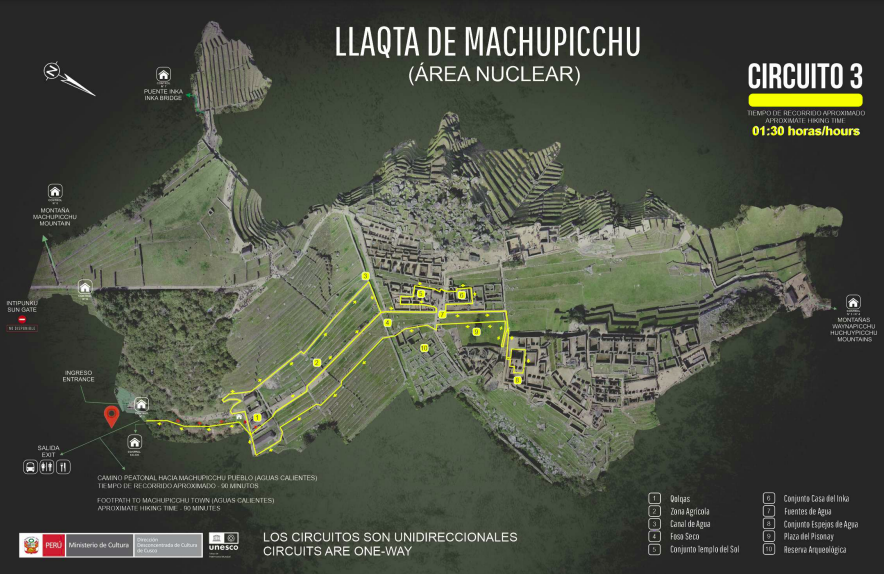 LLAQTA DE MACHUPICCHU
(ÁREA NUCLEAR)
CIRCUITO 3
TIEMPO DE RECORRIDO APROXIMADO
APROXIMATE HIKING TIME
01:30 horas/hours
N
PUENTE INKA
INKA BRIDGE
MONTAÑA
MACHUPICCHU
MOUNTAIN
INTIPUNKU
SUN GATE
NO DISPONIBLE
INGRESO
ENTRANCE
SALIDA
EXIT
MONTAÑAS
WAYNAPICCHU
HUCHUYPICCHU
MOUNTAINS
3
5
6
7
4
9
2
10
8
1
CAMINO PEATONAL HACIA MACHUPICCHU PUEBLO (AGUAS CALIENTES)
TIEMPO DE RECORRIDO APROXIMADO - 90 MINUTOS
FOOTPATH TO MACHUPICCHU TOWN (AGUAS CALIENTES)
APROXIMATE HIKING TIME - 90 MINUTES
1 Qolqas
2 Zona Agrícola
3 Canal de Agua
4 Foso Seco
5 Conjunto Templo del Sol
6 Conjunto Casa del Inka
7 Fuentes de Agua
8 Conjunto Espejos de Agua
9 Plaza del Pisonay
10 Reserva Arqueológica
PERÚ
Ministerio de Cultura
Dirección
Desconcentrada de Cultura
de Cusco
unesco
LOS CIRCUITOS SON UNIDIRECCIONALES
CIRCUITS ARE ONE-WAY